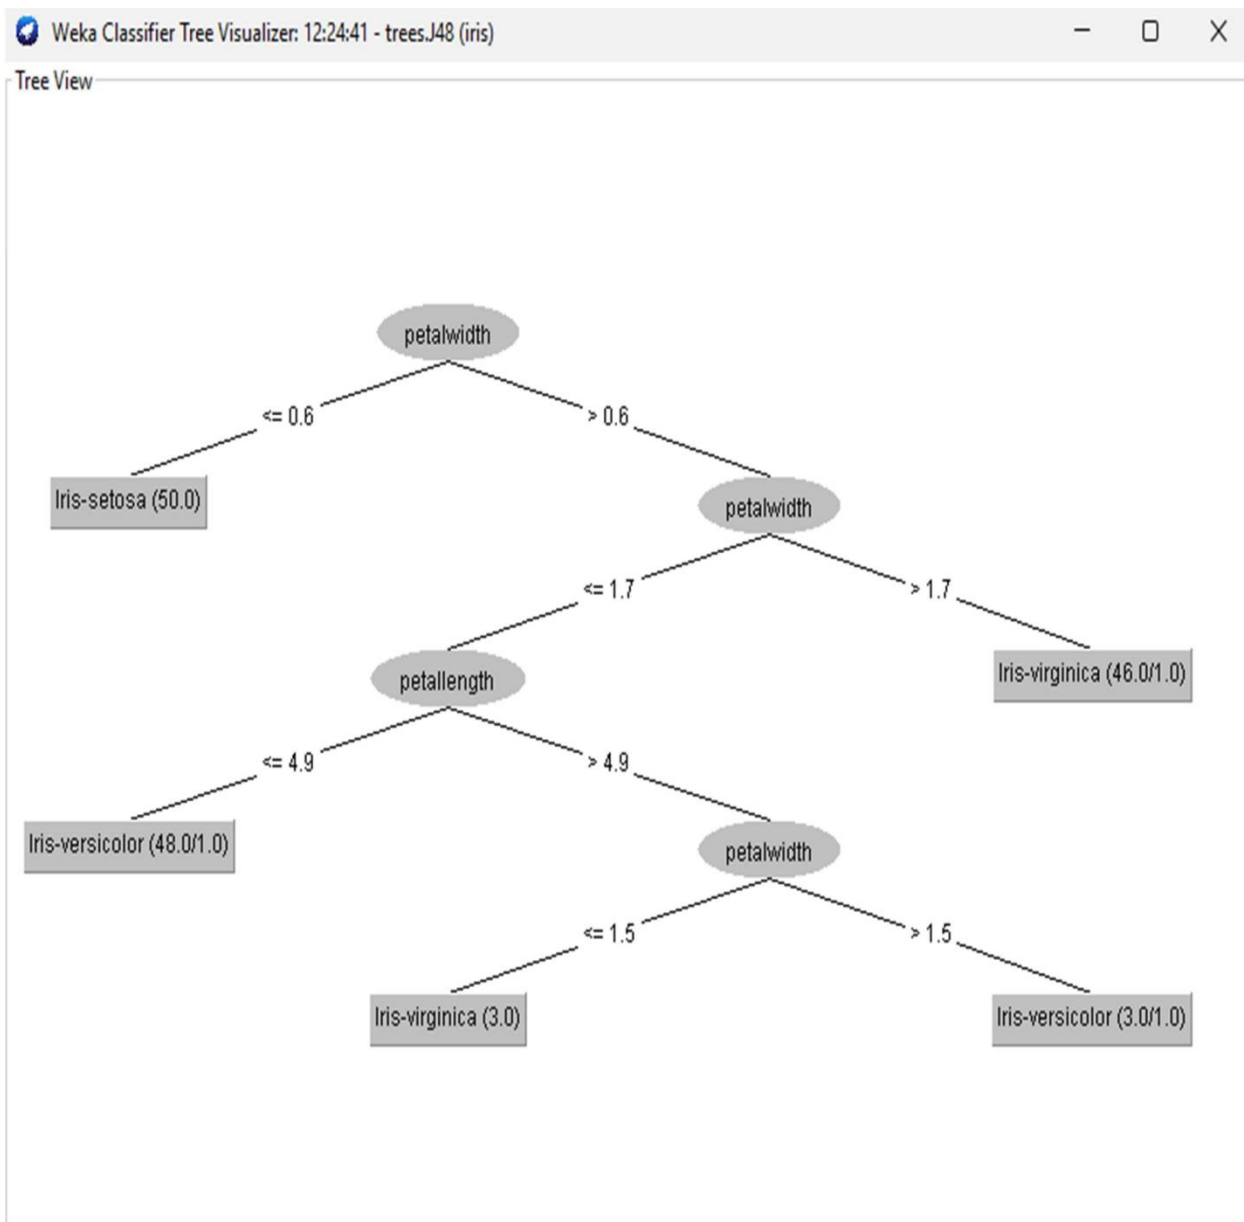 Weka Classifier Tree Visualizer: 12:24:41 - trees.J48 (iris)
Tree View
petalwidth
<= 0.6
> 0.6
Iris-setosa (50.0)
petalwidth
<= 1.7
> 1.7
petallength
Iris-virginica (46.0/1.0)
<= 4.9
> 4.9
Iris-versicolor (48.0/1.0)
petalwidth
<= 1.5
> 1.5
Iris-virginica (3.0)
Iris-versicolor (3.0/1.0)